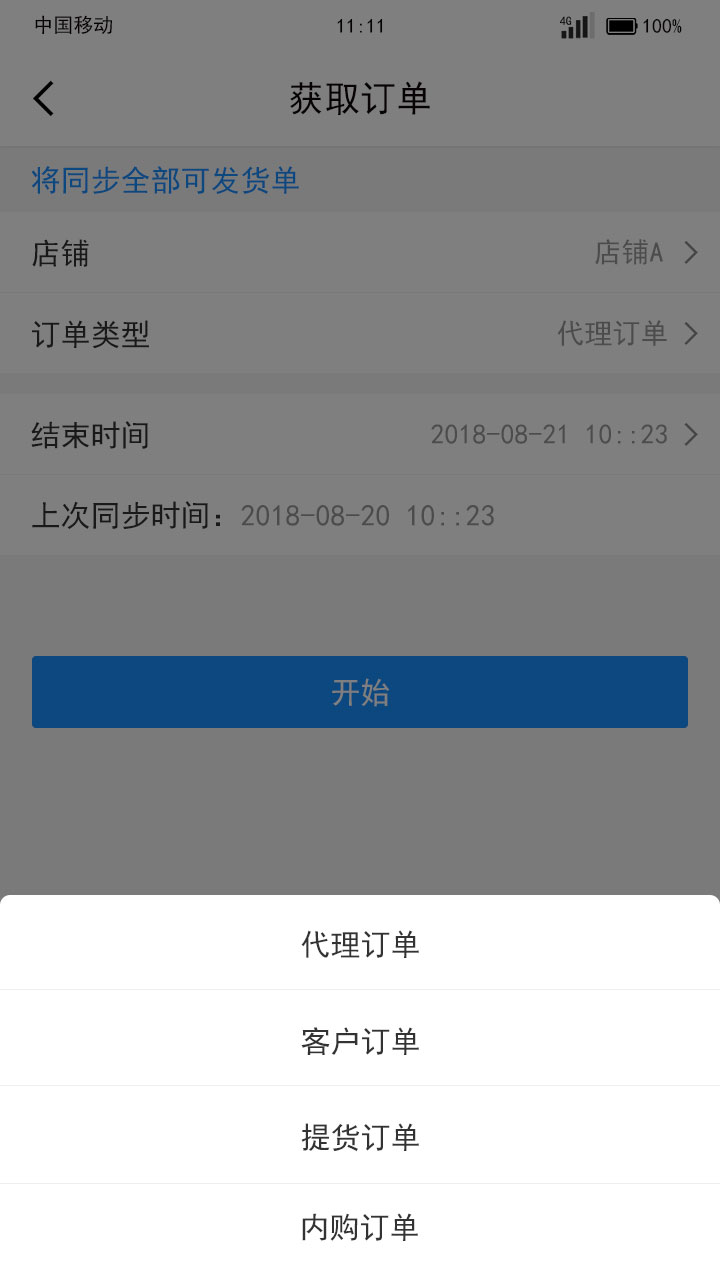 中国移动 11:11 4G 100%
获取订单
将同步全部可发货单
店铺 店铺A
订单类型 代理订单
结束时间 2018-08-21 10::23
上次同步时间: 2018-08-20 10::23
开始
代理订单
客户订单
提货订单
内购订单